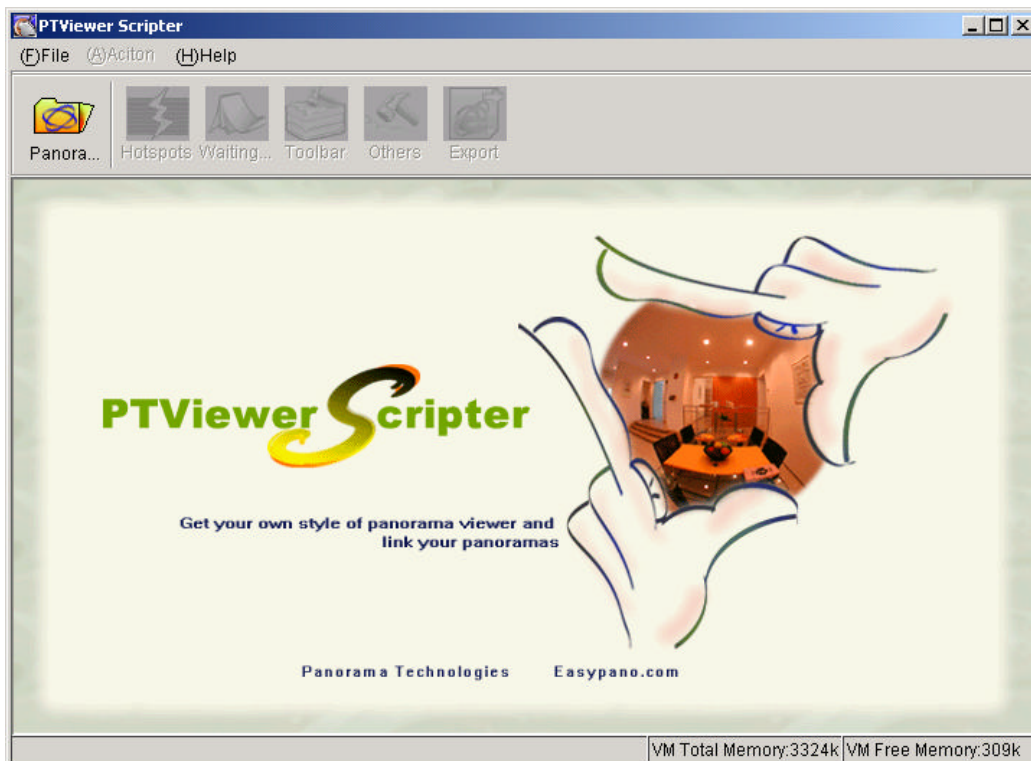 PTViewer Scripter
(F)File (A)Aciton (H)Help
Panora... Hotspots Waiting... Toolbar Others Export
PTViewer Scripter
Get your own style of panorama viewer and
link your panoramas
Panorama Technologies Easypano.com
VM Total Memory:3324k VM Free Memory:309k